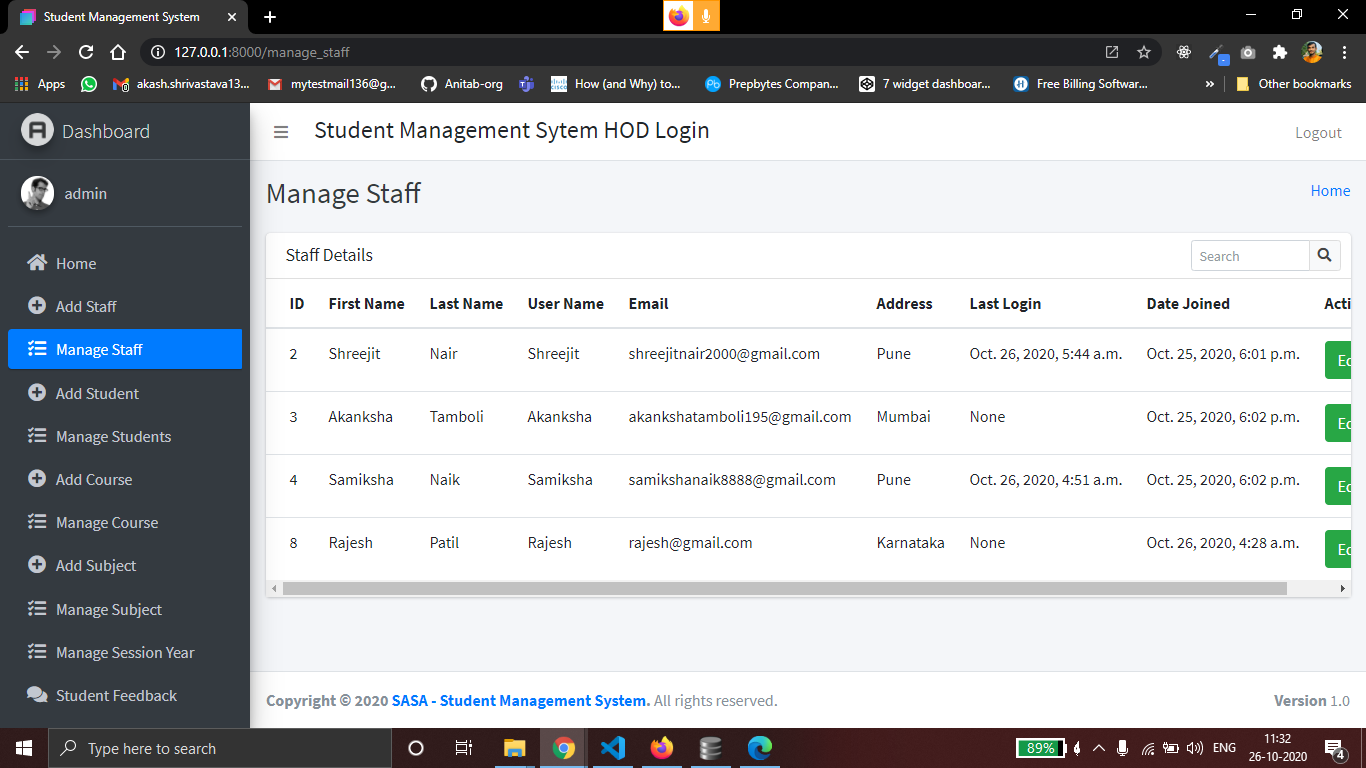 Student Management System
127.0.0.1:8000/manage_staff
Apps akash.shrivastava13... mytestmail136@g... Anitab-org How (and Why) to... Prepbytes Compan... 7 widget dashboar... Free Billing Softwar... » Other bookmarks
Dashboard
Student Management Sytem HOD Login
Logout
admin
Manage Staff
Home
Home
Add Staff
Manage Staff
Add Student
Manage Students
Add Course
Manage Course
Add Subject
Manage Subject
Manage Session Year
Student Feedback
Staff Details
Search
ID First Name Last Name User Name Email Address Last Login Date Joined Acti
2 Shreejit Nair Shreejit shreejitnair2000@gmail.com Pune Oct. 26, 2020, 5:44 a.m. Oct. 25, 2020, 6:01 p.m. Ed
3 Akanksha Tamboli Akanksha akankshatamboli195@gmail.com Mumbai None Oct. 25, 2020, 6:02 p.m. Ed
4 Samiksha Naik Samiksha samikshanaik8888@gmail.com Pune Oct. 26, 2020, 4:51 a.m. Oct. 25, 2020, 6:02 p.m. Ed
8 Rajesh Patil Rajesh rajesh@gmail.com Karnataka None Oct. 26, 2020, 4:28 a.m. Ed
Copyright © 2020 SASA - Student Management System. All rights reserved.
Version 1.0
Type here to search
89%
ENG
11:32
26-10-2020
4